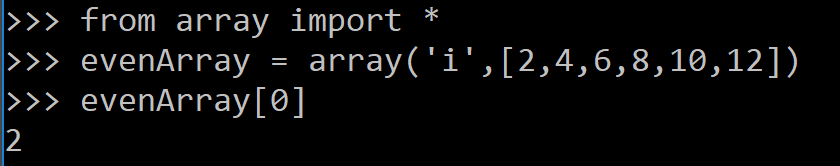 >>> from array import *
>>> evenArray = array('i',[2,4,6,8,10,12])
>>> evenArray[0]
2